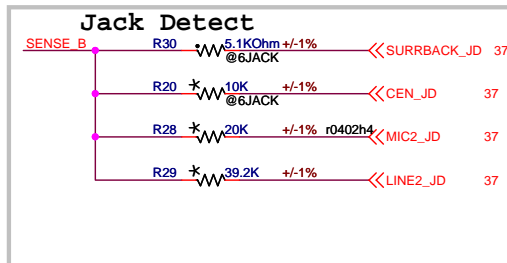 Jack Detect
SENSE_B R30 5.1KOhm +/-1% SURRBACK_JD 37
@6JACK
R20 10K +/-1% CEN_JD 37
@6JACK
R28 20K +/-1% r0402h4 MIC2_JD 37
R29 39.2K +/-1% LINE2_JD 37